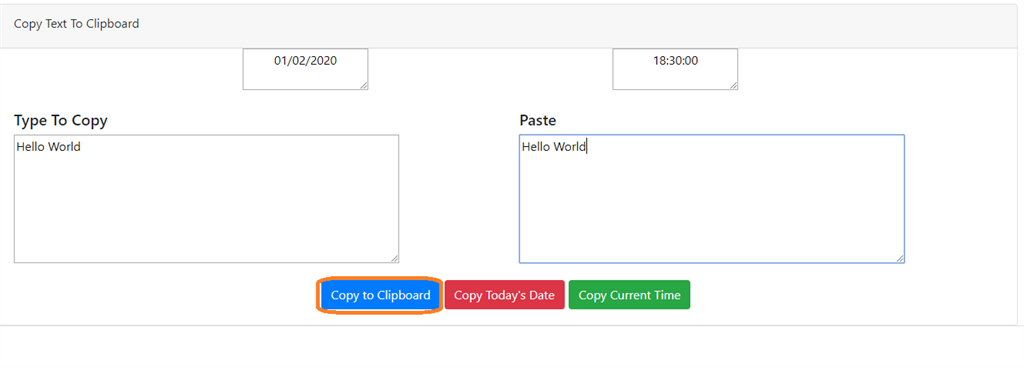 Copy Text To Clipboard
01/02/2020
18:30:00
Type To Copy
Paste
Hello World
Hello World
Copy to Clipboard
Copy Today's Date
Copy Current Time